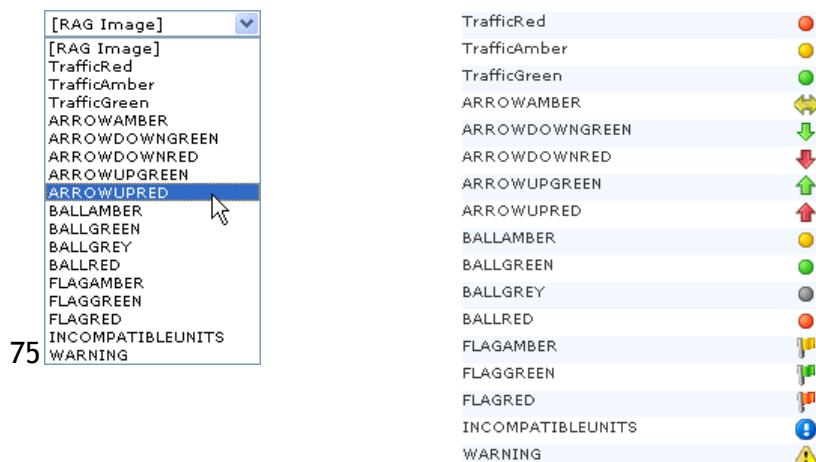 [RAG Image]
[RAG Image]
TrafficRed
TrafficAmber
TrafficGreen
ARROWAMBER
ARROWDOWNGREEN
ARROWDOWNRED
ARROWUPGREEN
ARROWUPRED
BALLAMBER
BALLGREEN
BALLGREY
BALLRED
FLAGAMBER
FLAGGREEN
FLAGRED
INCOMPATIBLEUNITS
WARNING
75
TrafficRed
TrafficAmber
TrafficGreen
ARROWAMBER
ARROWDOWNGREEN
ARROWDOWNRED
ARROWUPGREEN
ARROWUPRED
BALLAMBER
BALLGREEN
BALLGREY
BALLRED
FLAGAMBER
FLAGGREEN
FLAGRED
INCOMPATIBLEUNITS
WARNING